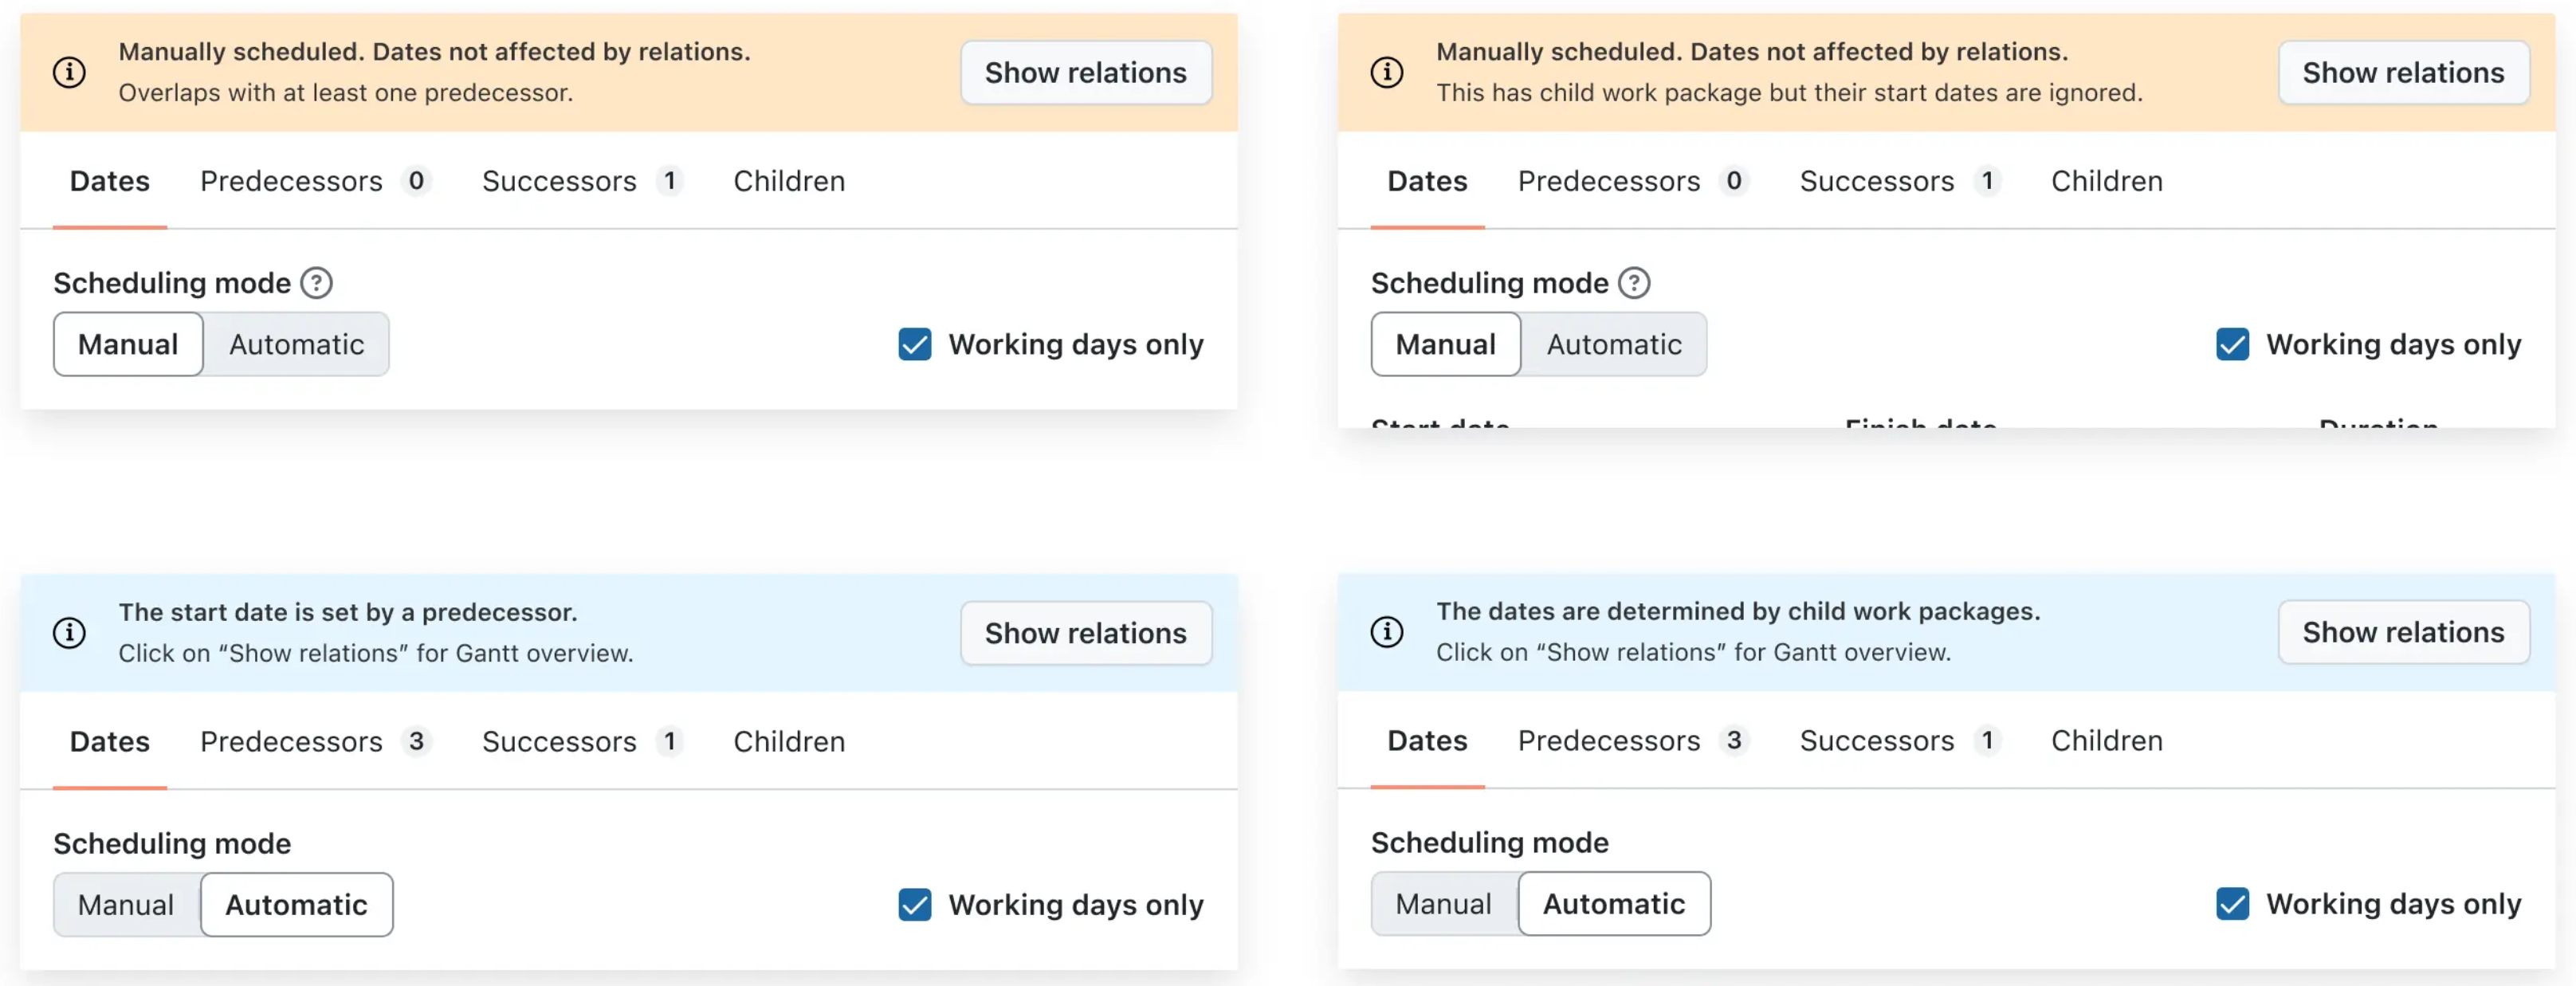 Manually scheduled. Dates not affected by relations.
Overlaps with at least one predecessor.
Show relations
Dates Predecessors 0 Successors 1 Children
Scheduling mode ?
Manual Automatic Working days only
Manually scheduled. Dates not affected by relations.
This has child work package but their start dates are ignored.
Show relations
Dates Predecessors 0 Successors 1 Children
Scheduling mode ?
Manual Automatic Working days only
Start date Finish date Duration
The start date is set by a predecessor.
Click on “Show relations” for Gantt overview.
Show relations
Dates Predecessors 3 Successors 1 Children
Scheduling mode
Manual Automatic Working days only
The dates are determined by child work packages.
Click on “Show relations” for Gantt overview.
Show relations
Dates Predecessors 3 Successors 1 Children
Scheduling mode
Manual Automatic Working days only